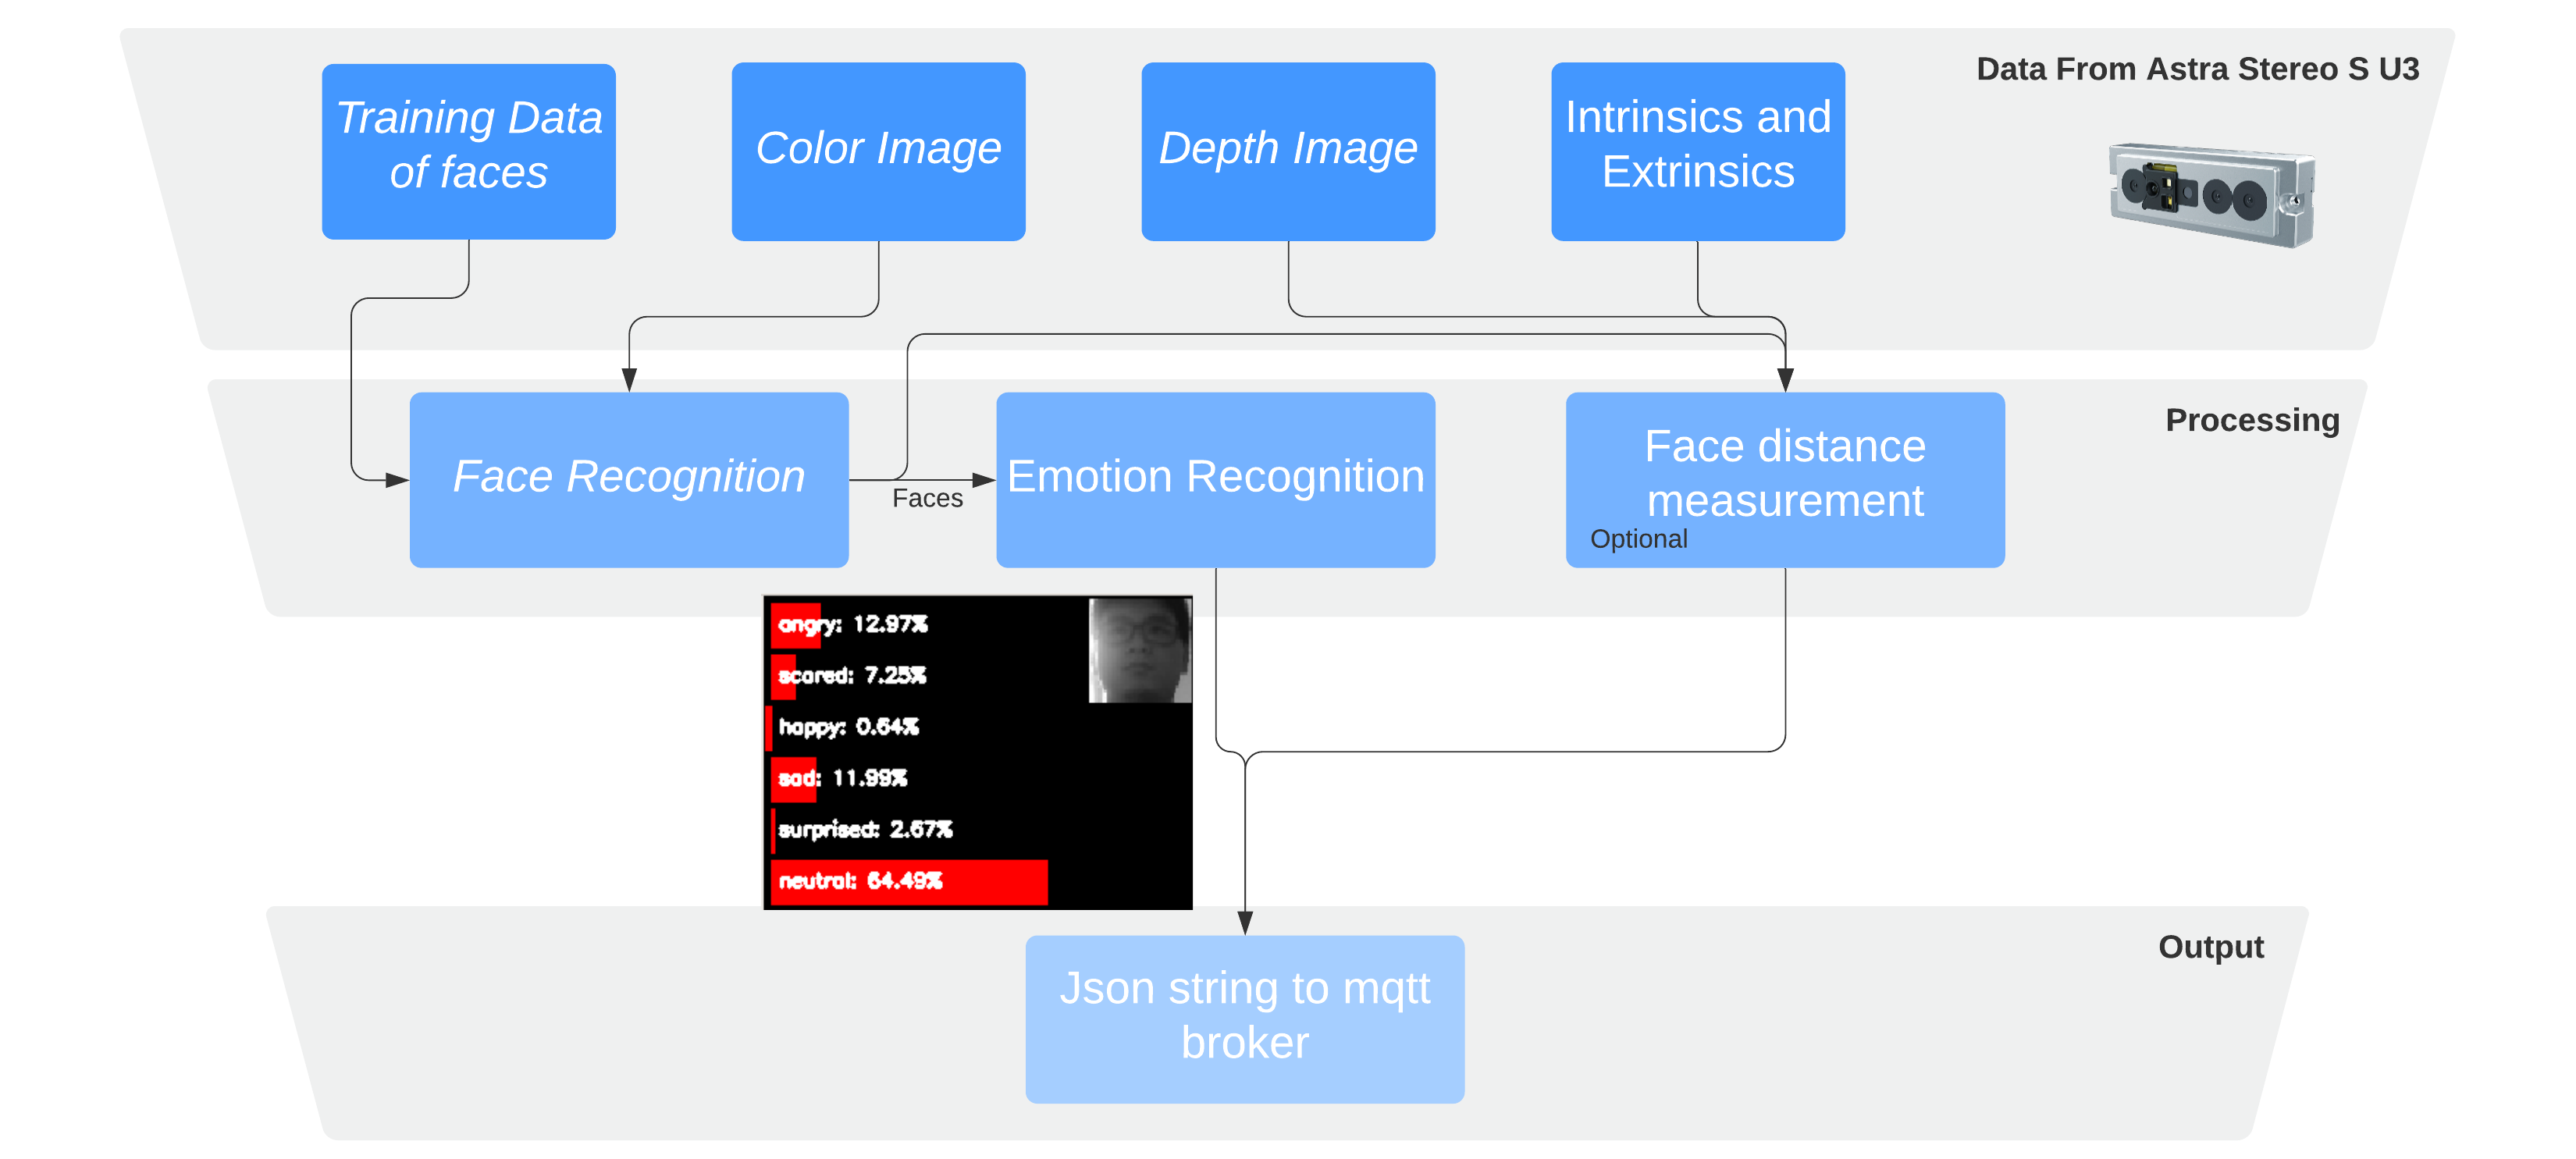 Data From Astra Stereo S U3
Training Data
of faces
Color Image
Depth Image
Intrinsics and
Extrinsics
Processing
Face Recognition
Faces
Emotion Recognition
Face distance
measurement
Optional
angry: 12.97%
scared: 7.25%
happy: 0.64%
sad: 11.99%
surprised: 2.67%
neutral: 64.49%
Output
Json string to mqtt
broker